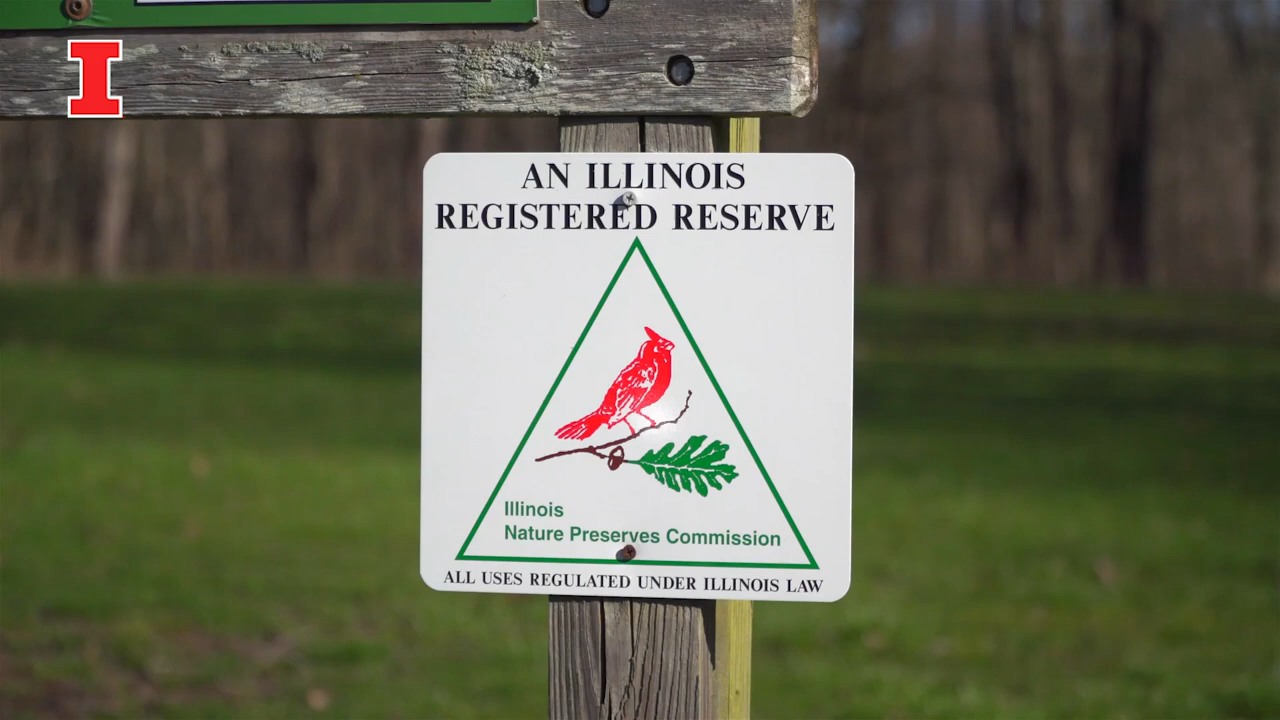 I
AN ILLINOIS
REGISTERED RESERVE
Illinois
Nature Preserves Commission
ALL USES REGULATED UNDER ILLINOIS LAW